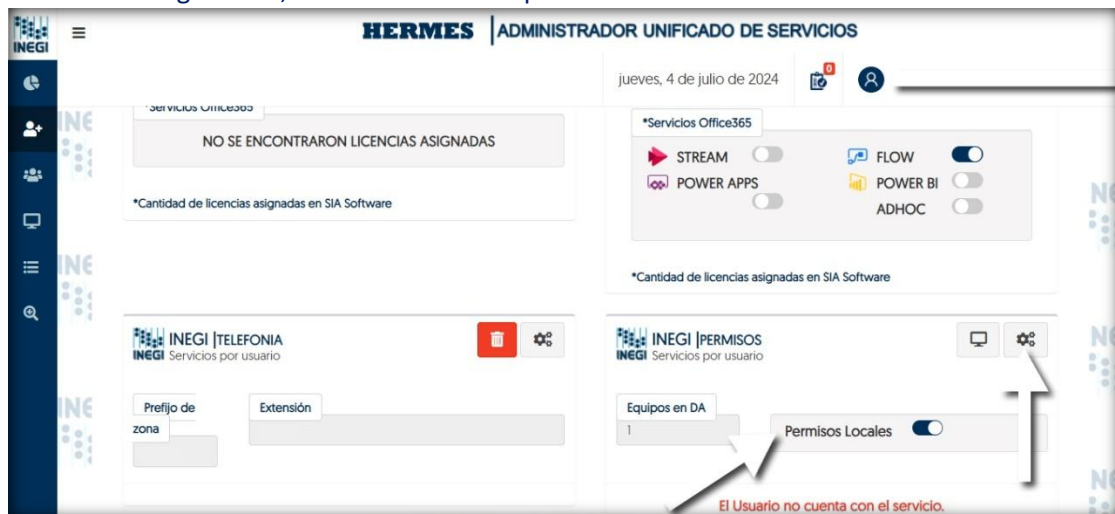 INEGI
HERMES ADMINISTRADOR UNIFICADO DE SERVICIOS
jueves, 4 de julio de 2024
0
*Servicios Office365
NO SE ENCONTRARON LICENCIAS ASIGNADAS
*Cantidad de licencias asignadas en SIA Software
*Servicios Office365
STREAM
FLOW
POWER APPS
POWER BI
ADHOC
*Cantidad de licencias asignadas en SIA Software
INEGI
INEGI |TELEFONIA
Servicios por usuario
Prefijo de
zona
Extensión
INEGI
INEGI |PERMISOS
Servicios por usuario
Equipos en DA
1
Permisos Locales
El Usuario no cuenta con el servicio.